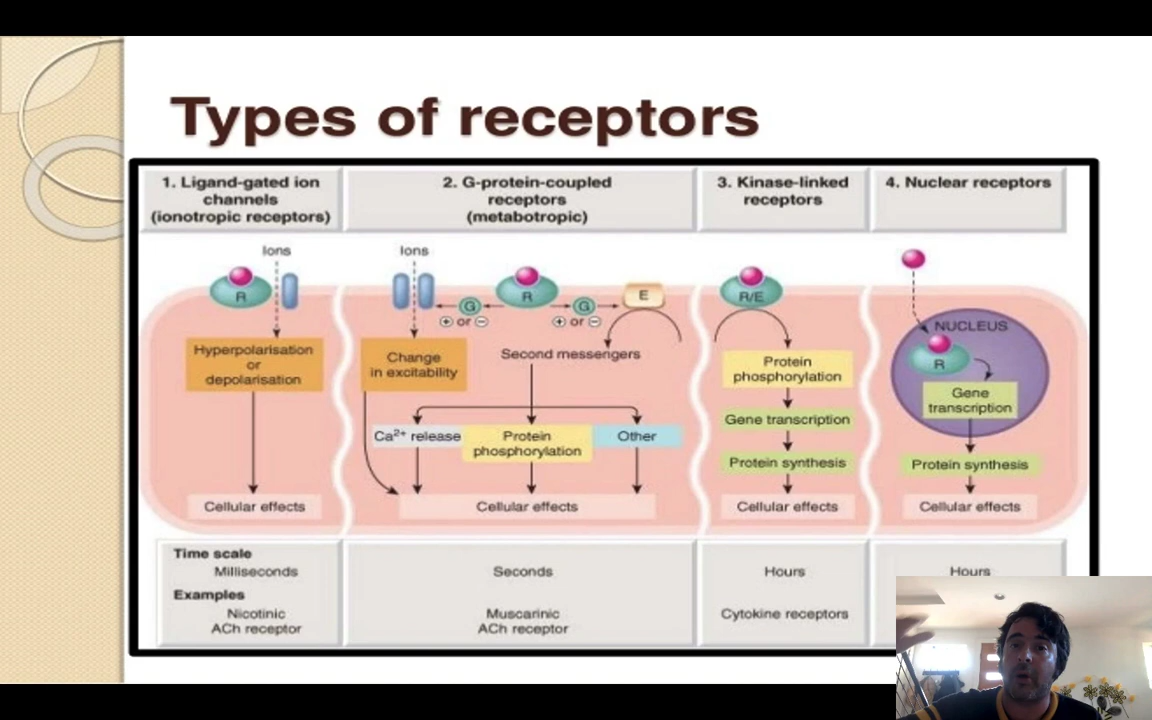 Types of receptors
1. Ligand-gated ion
channels
(ionotropic receptors)
2. G-protein-coupled
receptors
(metabotropic)
3. Kinase-linked
receptors
4. Nuclear receptors
Ions
R
Hyperpolarisation
or
depolarisation
Cellular effects
Ions
G
+ or −
R
G
+ or −
E
Change
in excitability
Second messengers
Ca²⁺ release
Protein
phosphorylation
Other
Cellular effects
R/E
Protein
phosphorylation
Gene transcription
Protein synthesis
Cellular effects
NUCLEUS
R
Gene
transcription
Protein synthesis
Cellular effects
Time scale
Milliseconds
Seconds
Hours
Hours
Examples
Nicotinic
ACh receptor
Muscarinic
ACh receptor
Cytokine receptors